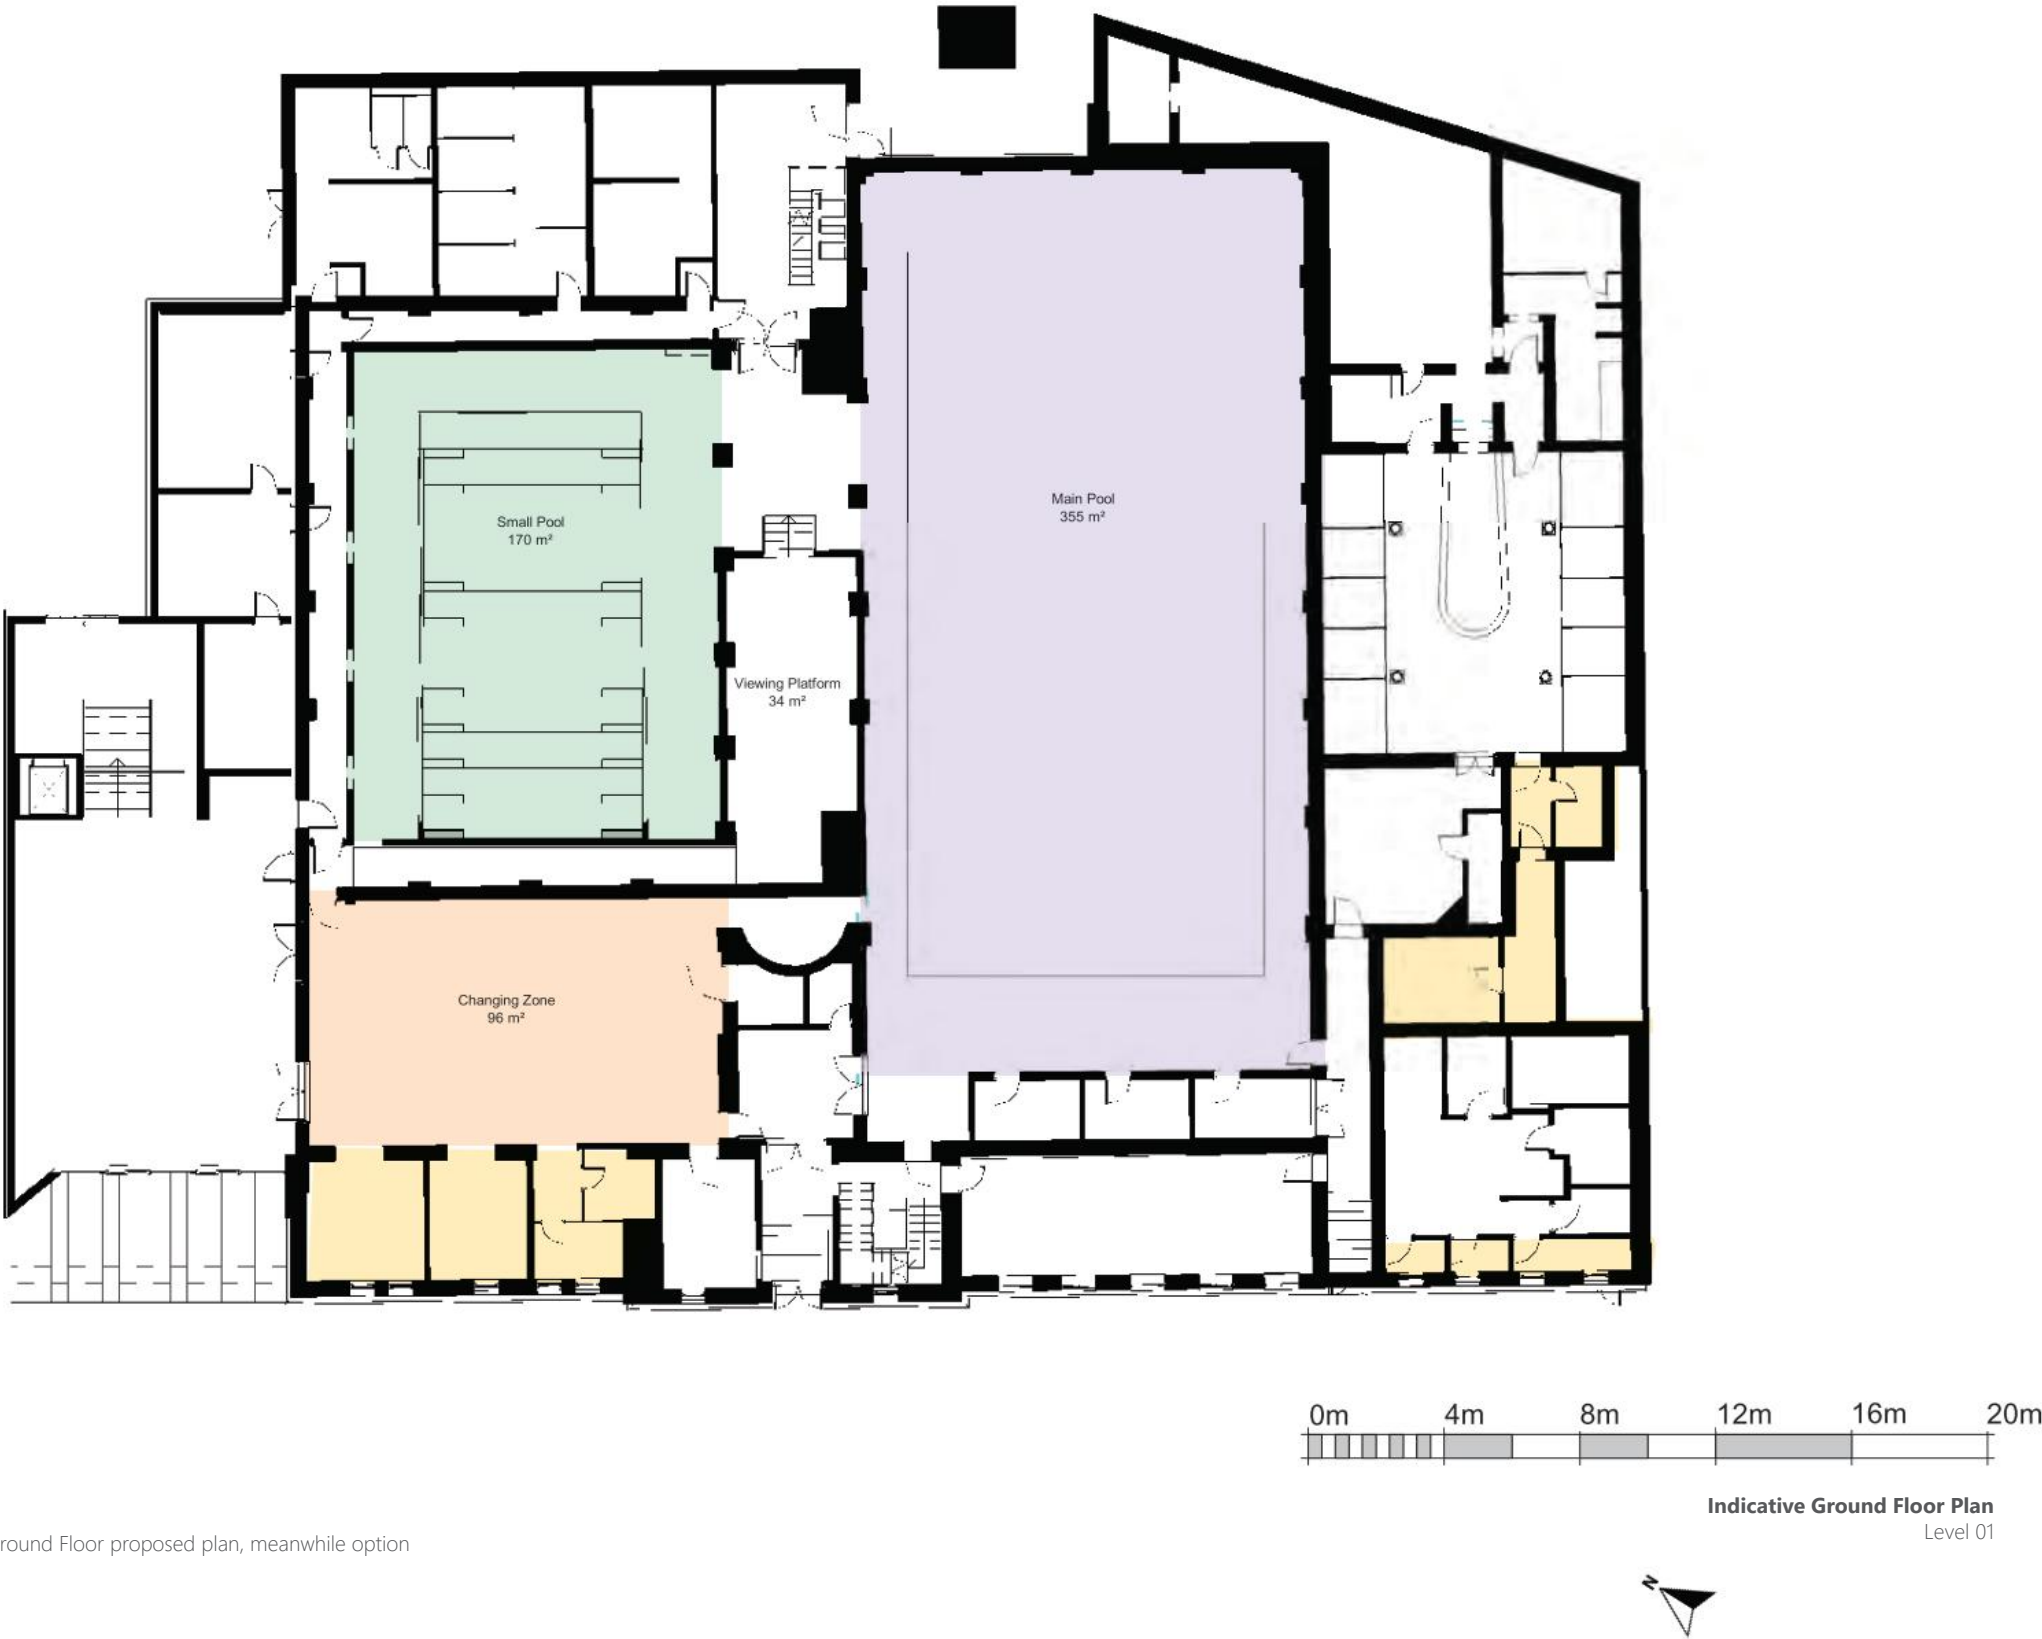 Main Pool
355 m²
Small Pool
170 m²
Viewing Platform
34 m²
Changing Zone
96 m²
0m 4m 8m 12m 16m 20m
Indicative Ground Floor Plan
Level 01
round Floor proposed plan, meanwhile option
N